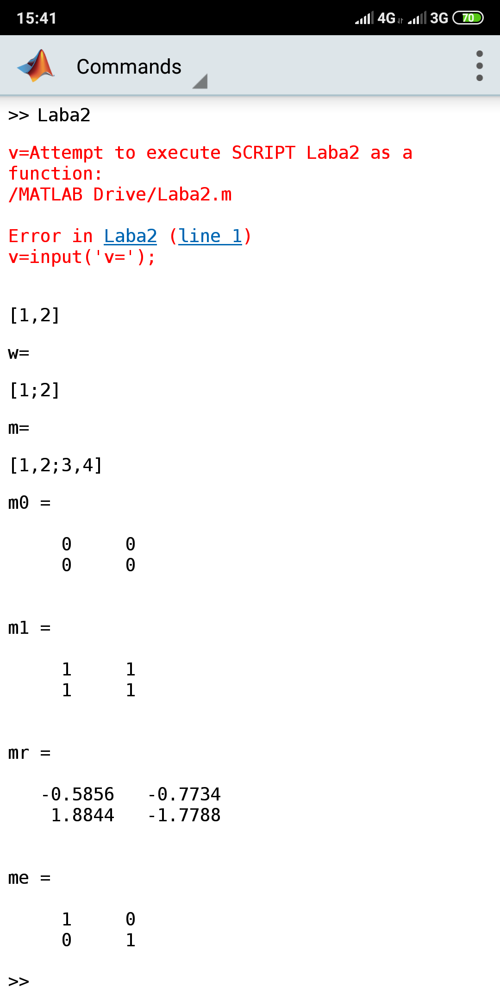 15:41 4G 3G 70
Commands
>> Laba2
v=Attempt to execute SCRIPT Laba2 as a
function:
/MATLAB Drive/Laba2.m
Error in Laba2 (line 1)
v=input('v=');
[1,2]
w=
[1;2]
m=
[1,2;3,4]
m0 =
0 0
0 0
m1 =
1 1
1 1
mr =
-0.5856 -0.7734
1.8844 -1.7788
me =
1 0
0 1
>>